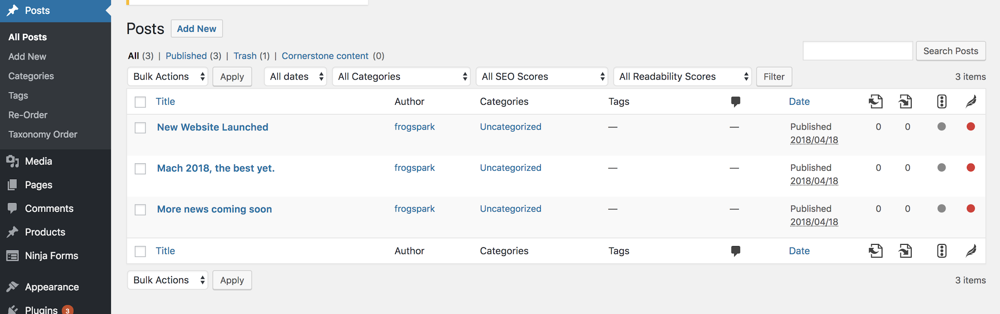 Posts
All Posts
Add New
Categories
Tags
Re-Order
Taxonomy Order
Media
Pages
Comments
Products
Ninja Forms
Appearance
Plugins 3
Posts Add New
All (3) | Published (3) | Trash (1) | Cornerstone content (0)
Search Posts
Bulk Actions Apply All dates All Categories All SEO Scores All Readability Scores Filter 3 items
Title Author Categories Tags Date
New Website Launched frogspark Uncategorized — — Published 0 0
2018/04/18
Mach 2018, the best yet. frogspark Uncategorized — — Published 0 0
2018/04/18
More news coming soon frogspark Uncategorized — — Published 0 0
2018/04/18
Title Author Categories Tags Date
Bulk Actions Apply 3 items